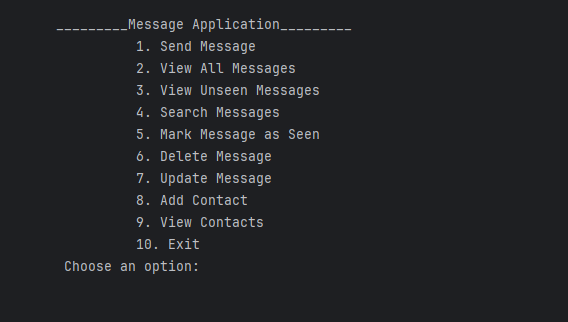 _________Message Application_________
1. Send Message
2. View All Messages
3. View Unseen Messages
4. Search Messages
5. Mark Message as Seen
6. Delete Message
7. Update Message
8. Add Contact
9. View Contacts
10. Exit
Choose an option: